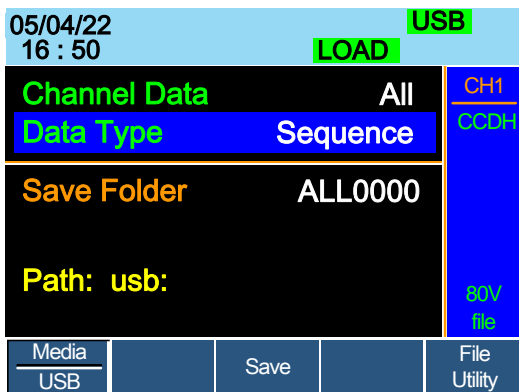 05/04/22 USB
16 : 50 LOAD
Channel Data All
Data Type Sequence
Save Folder ALL0000
Path: usb:
CH1
CCDH
80V
file
Media
USB
Save
File
Utility